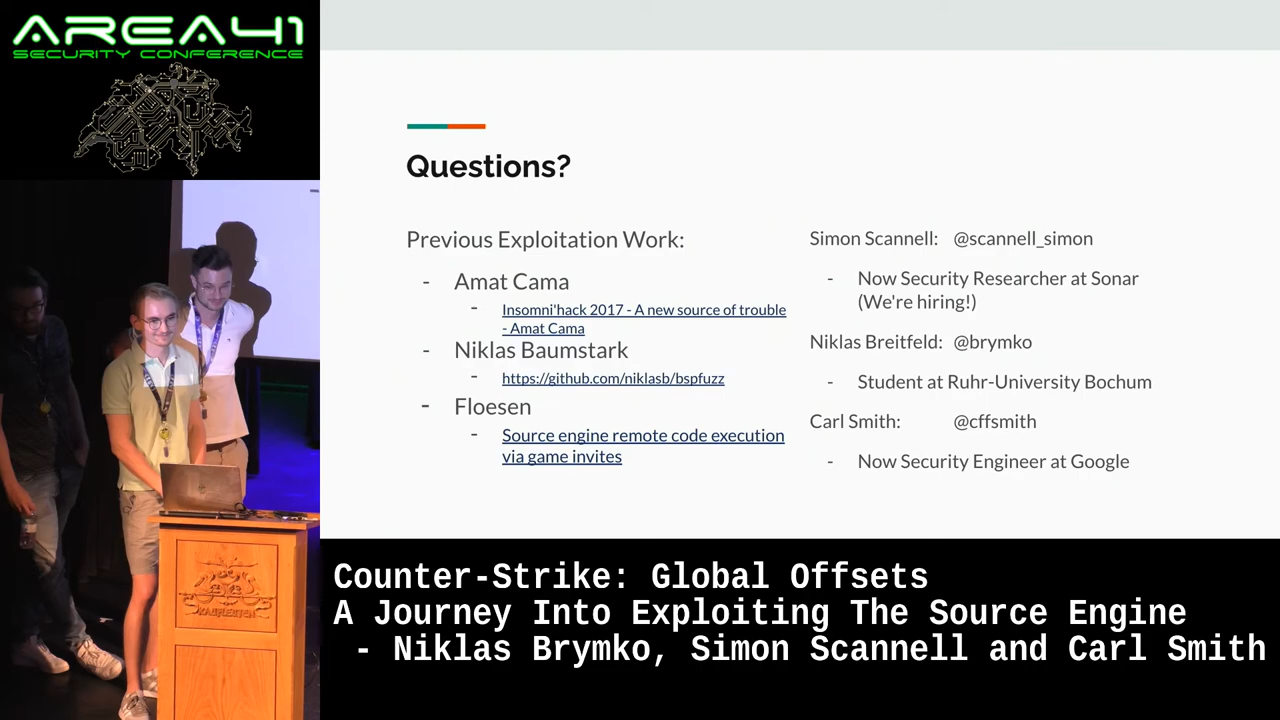 AREA41
SECURITY CONFERENCE
Questions?
Previous Exploitation Work:
- Amat Cama
- Insomni'hack 2017 - A new source of trouble
- Amat Cama
- Niklas Baumstark
- https://github.com/niklasb/bspfuzz
- Floesen
- Source engine remote code execution
via game invites
Simon Scannell: @scannell_simon
- Now Security Researcher at Sonar
(We're hiring!)
Niklas Breitfeld: @brymko
- Student at Ruhr-University Bochum
Carl Smith: @cffsmith
- Now Security Engineer at Google
Counter-Strike: Global Offsets
A Journey Into Exploiting The Source Engine
- Niklas Brymko, Simon Scannell and Carl Smith
KAUFLEUTEN